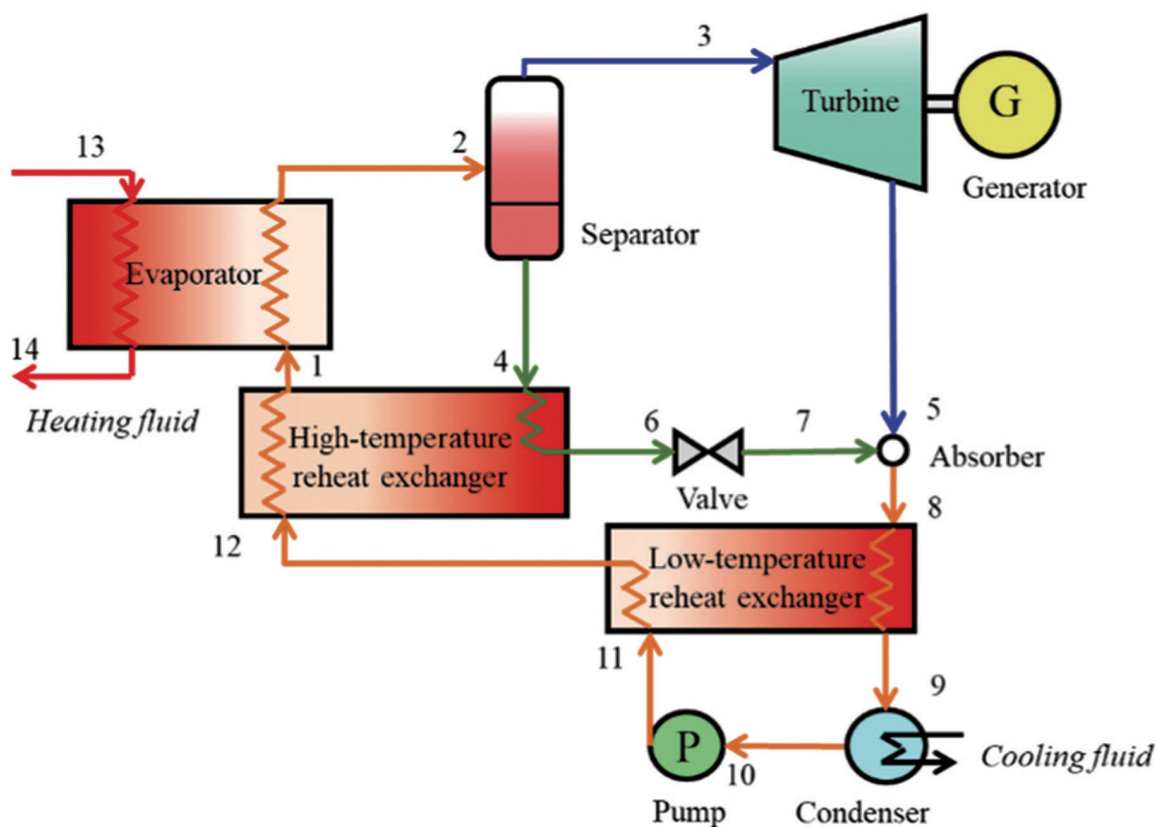 3
Turbine
G
Generator
13
2
Separator
Evaporator
14
1
4
Heating fluid
High-temperature
reheat exchanger
6
7
5
Valve
Absorber
8
12
Low-temperature
reheat exchanger
11
9
P
10
Cooling fluid
Pump
Condenser